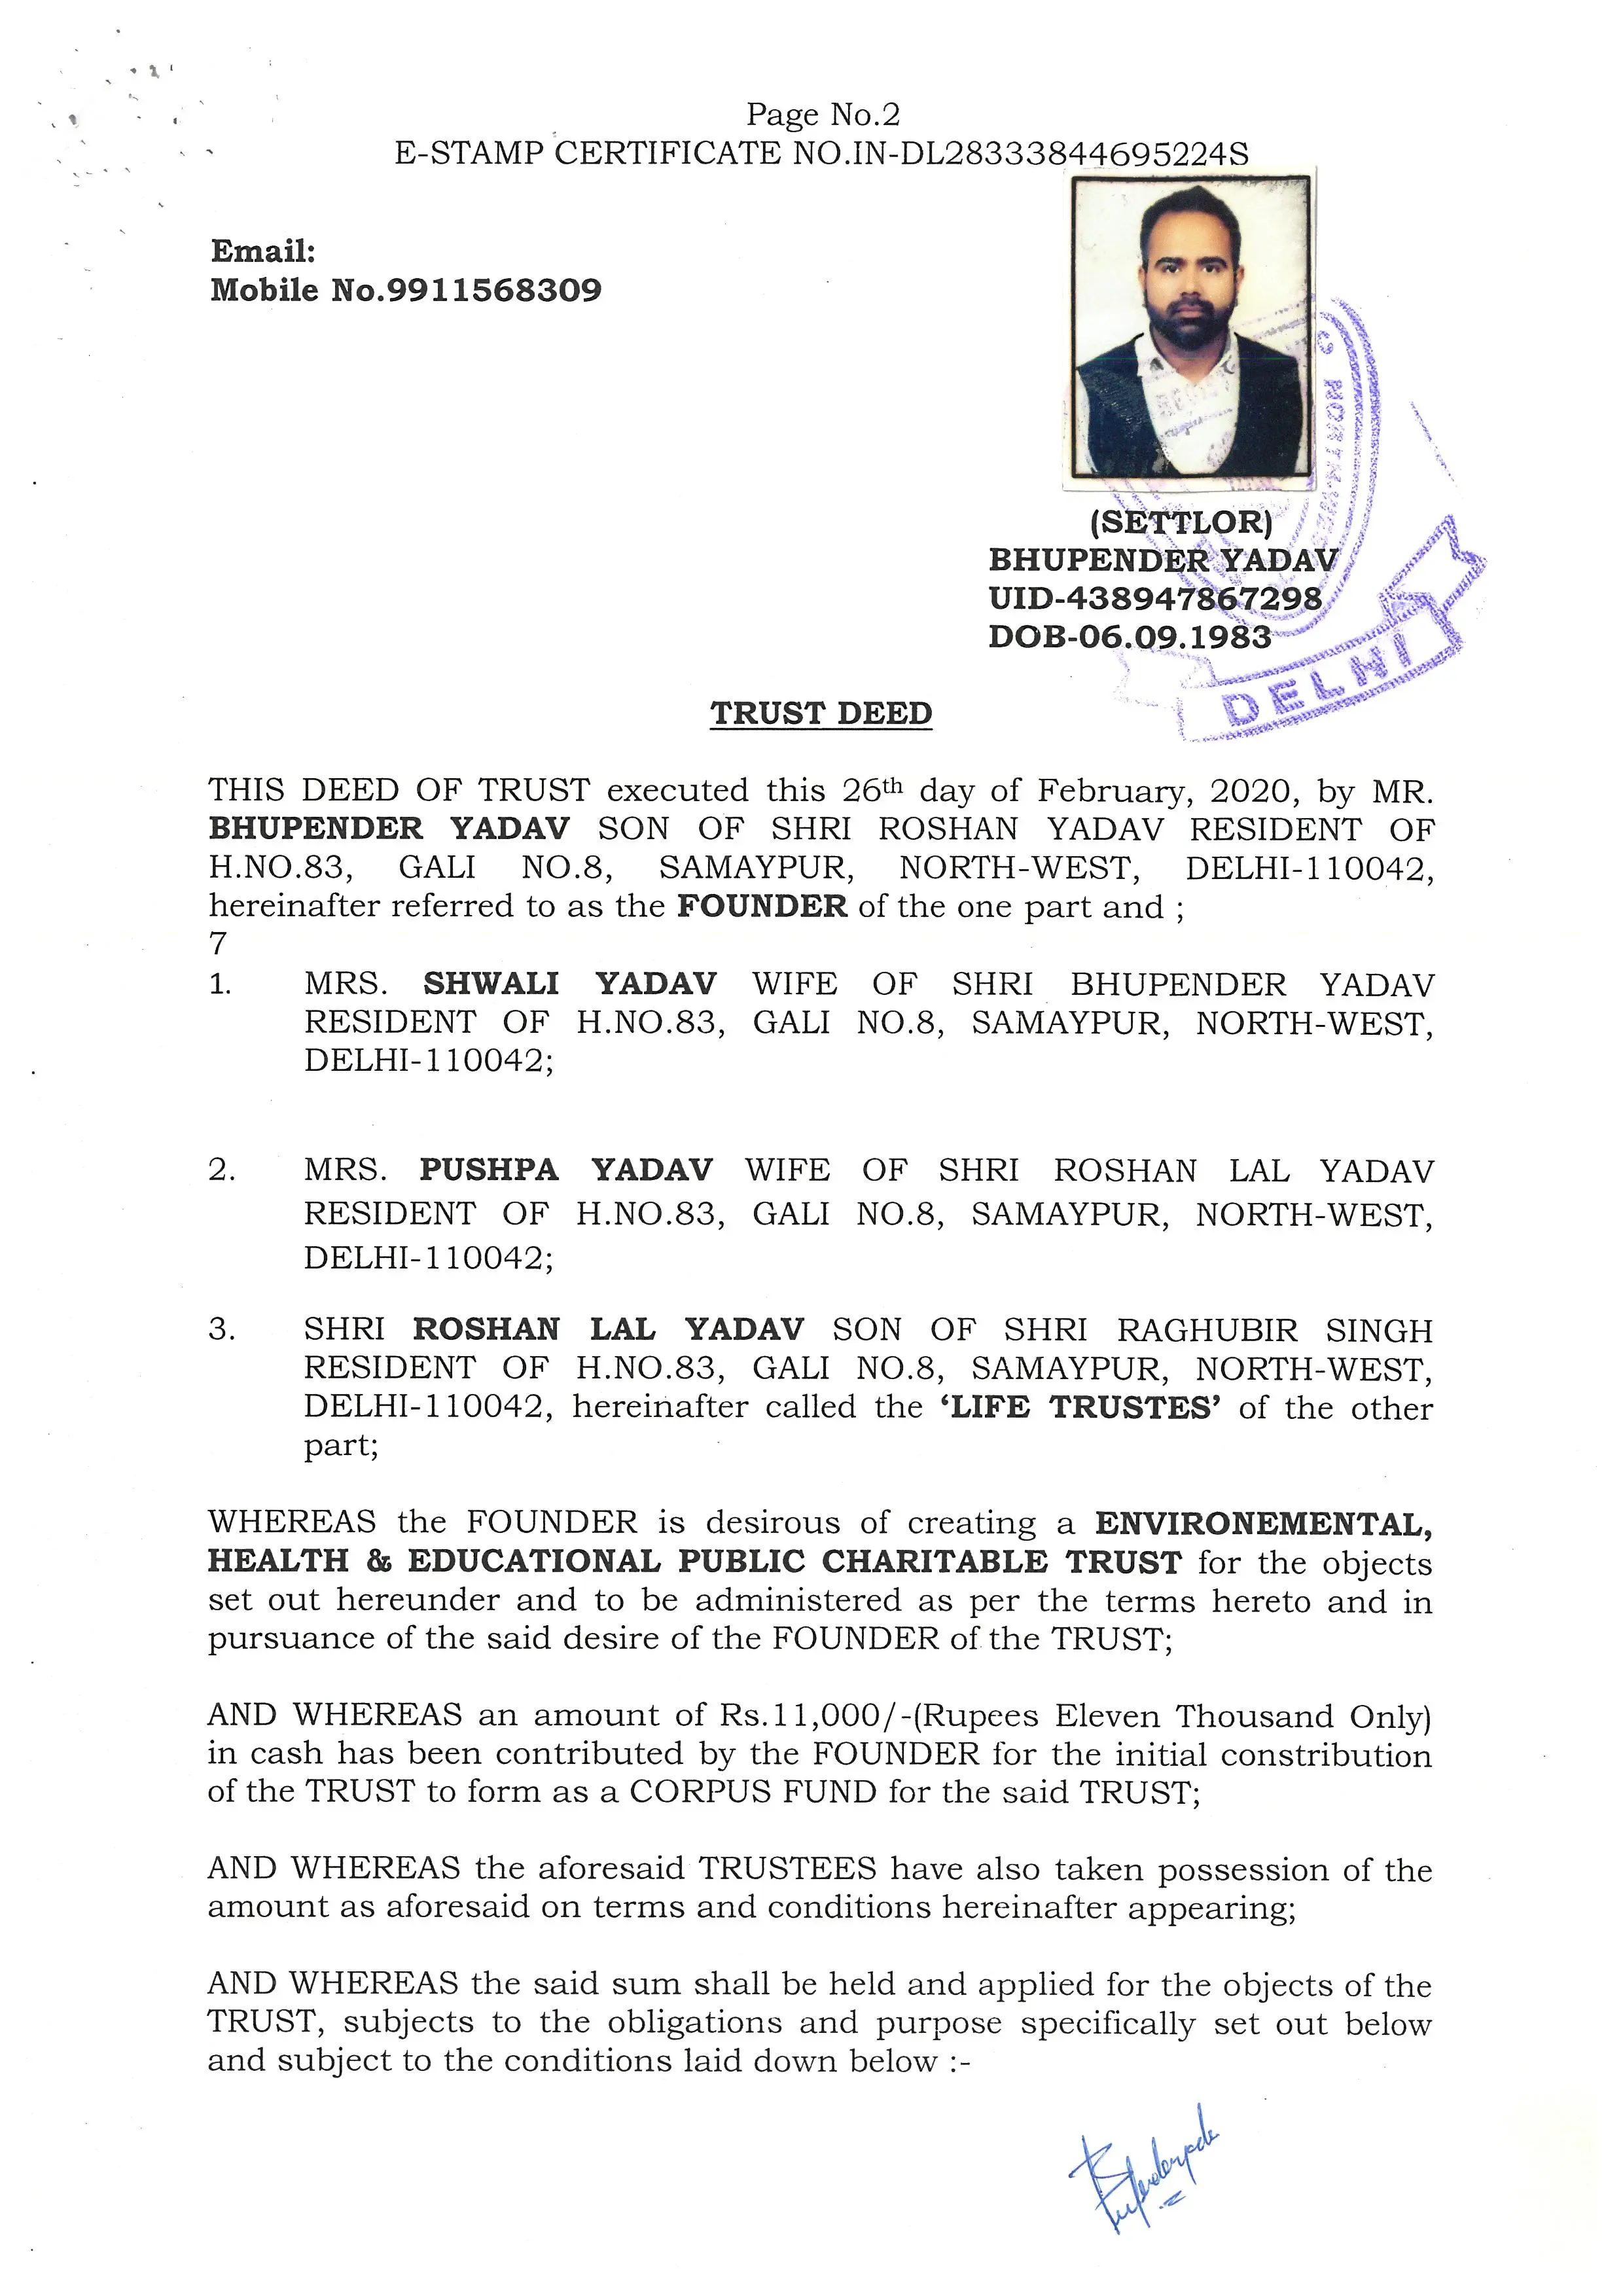 Page No.2
E-STAMP CERTIFICATE NO.IN-DL28333844695224S
Email:
Mobile No.9911568309
(SETTLOR)
BHUPENDER YADAV
UID-438947867298
DOB-06.09.1983
NORTH-WEST
DELHI
TRUST DEED
THIS DEED OF TRUST executed this 26th day of February, 2020, by MR.
BHUPENDER YADAV SON OF SHRI ROSHAN YADAV RESIDENT OF
H.NO.83, GALI NO.8, SAMAYPUR, NORTH-WEST, DELHI-110042,
hereinafter referred to as the FOUNDER of the one part and ;
7
1. MRS. SHWALI YADAV WIFE OF SHRI BHUPENDER YADAV
RESIDENT OF H.NO.83, GALI NO.8, SAMAYPUR, NORTH-WEST,
DELHI-110042;
2. MRS. PUSHPA YADAV WIFE OF SHRI ROSHAN LAL YADAV
RESIDENT OF H.NO.83, GALI NO.8, SAMAYPUR, NORTH-WEST,
DELHI-110042;
3. SHRI ROSHAN LAL YADAV SON OF SHRI RAGHUBIR SINGH
RESIDENT OF H.NO.83, GALI NO.8, SAMAYPUR, NORTH-WEST,
DELHI-110042, hereinafter called the ‘LIFE TRUSTES’ of the other
part;
WHEREAS the FOUNDER is desirous of creating a ENVIRONEMENTAL,
HEALTH & EDUCATIONAL PUBLIC CHARITABLE TRUST for the objects
set out hereunder and to be administered as per the terms hereto and in
pursuance of the said desire of the FOUNDER of the TRUST;
AND WHEREAS an amount of Rs.11,000/-(Rupees Eleven Thousand Only)
in cash has been contributed by the FOUNDER for the initial constribution
of the TRUST to form as a CORPUS FUND for the said TRUST;
AND WHEREAS the aforesaid TRUSTEES have also taken possession of the
amount as aforesaid on terms and conditions hereinafter appearing;
AND WHEREAS the said sum shall be held and applied for the objects of the
TRUST, subjects to the obligations and purpose specifically set out below
and subject to the conditions laid down below :-